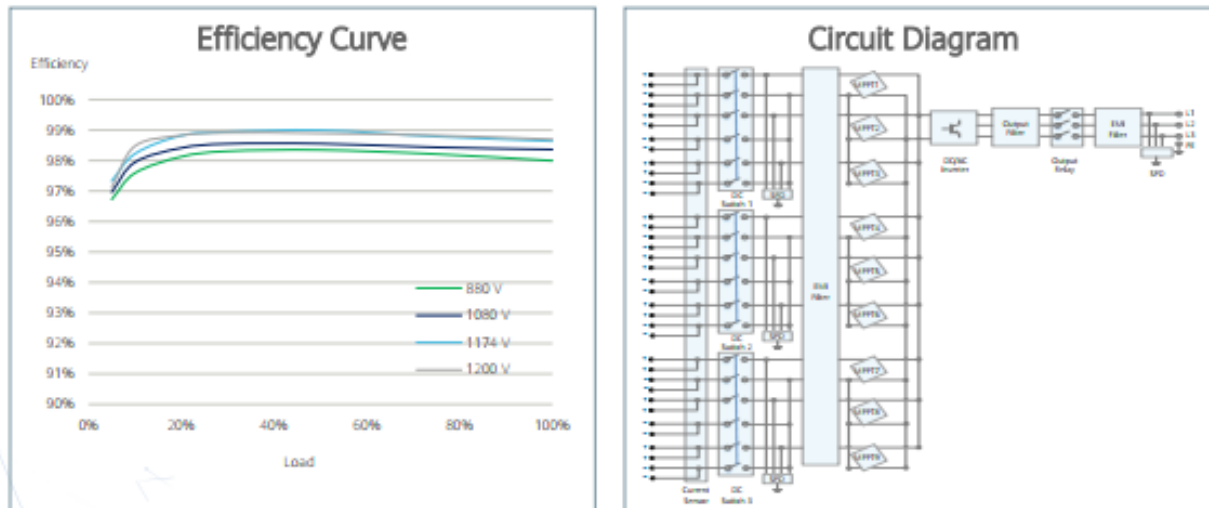 Efficiency Curve
Efficiency
100%
99%
98%
97%
96%
95%
94%
93%
92%
91%
90%
0%
20%
40%
60%
80%
100%
Load
880 V
1080 V
1174 V
1200 V
Circuit Diagram
MPPT1
MPPT2
MPPT3
MPPT4
MPPT5
MPPT6
MPPT7
MPPT8
MPPT9
SPD
DC
Switch 1
SPD
DC
Switch 2
SPD
Current
Sensor
DC
Switch 3
EMI
Filter
DC/AC
Inverter
Output
Filter
Output
Relay
EMI
Filter
L1
L2
L3
SPD